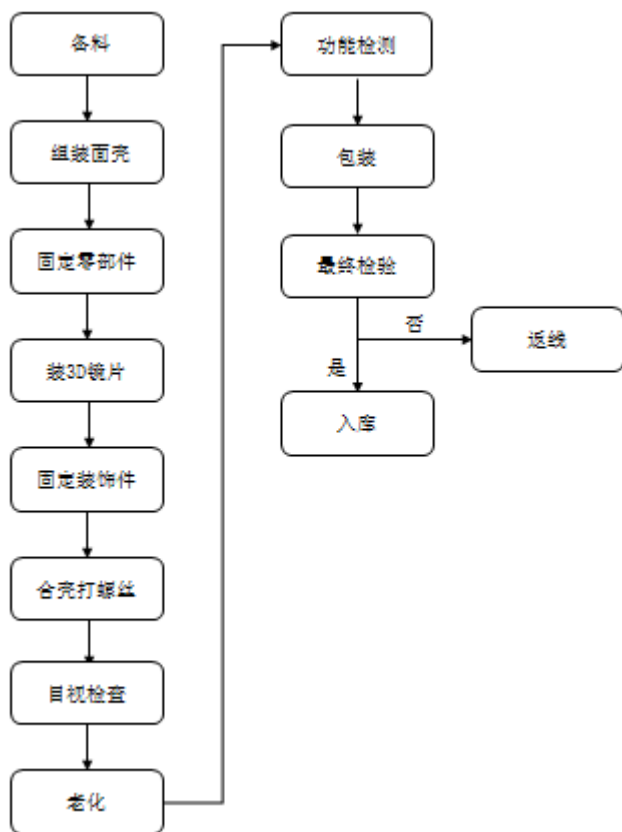 备料
组装面壳
固定零部件
装3D镜片
固定装饰件
合壳打螺丝
目视检查
老化
功能检测
包装
最终检验
否
返线
是
入库